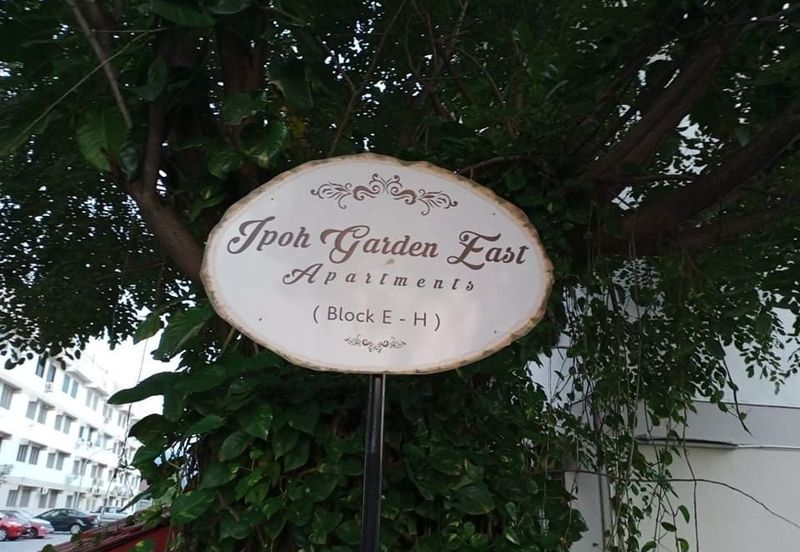 Ipoh Garden East
Apartments
( Block E - H )